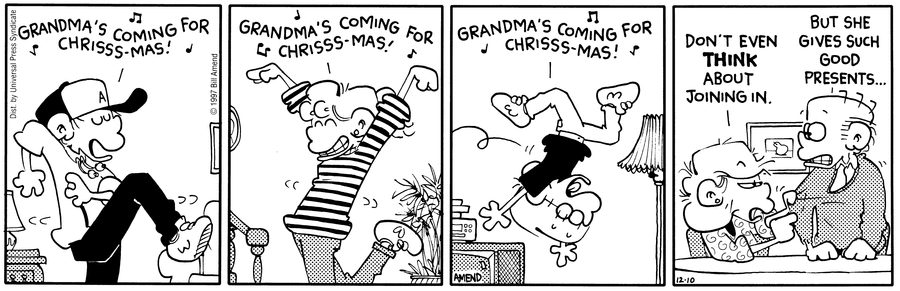 Dist. by Universal Press Syndicate
GRANDMA'S COMING FOR
CHRISSS-MAS!
A
© 1997 Bill Amend
GRANDMA'S COMING FOR
CHRISSS-MAS!
GRANDMA'S COMING FOR
CHRISSS-MAS!
AMEND
DON'T EVEN
THINK
ABOUT
JOINING IN.
BUT SHE
GIVES SUCH
GOOD
PRESENTS...
12-10